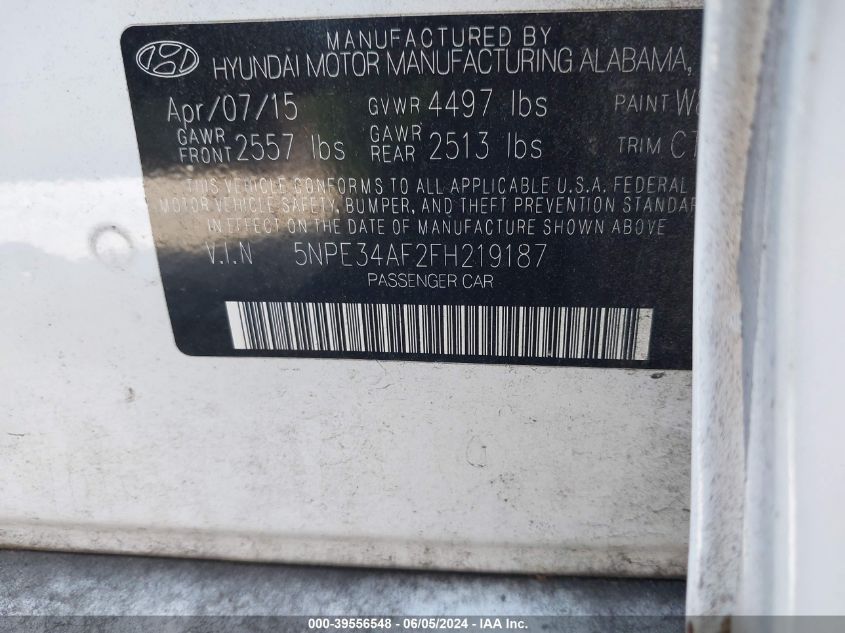 MANUFACTURED BY
HYUNDAI MOTOR MANUFACTURING ALABAMA,
Apr/07/15 GVWR 4497 lbs PAINT
GAWR FRONT 2557 lbs GAWR REAR 2513 lbs TRIM
THIS VEHICLE CONFORMS TO ALL APPLICABLE U.S.A. FEDERAL
MOTOR VEHICLE SAFETY, BUMPER, AND THEFT PREVENTION
IN EFFECT ON THE DATE OF MANUFACTURE SHOWN ABOVE
V.I.N 5NPE34AF2FH219187
PASSENGER CAR
000-39556548 - 06/05/2024 - IAA Inc.